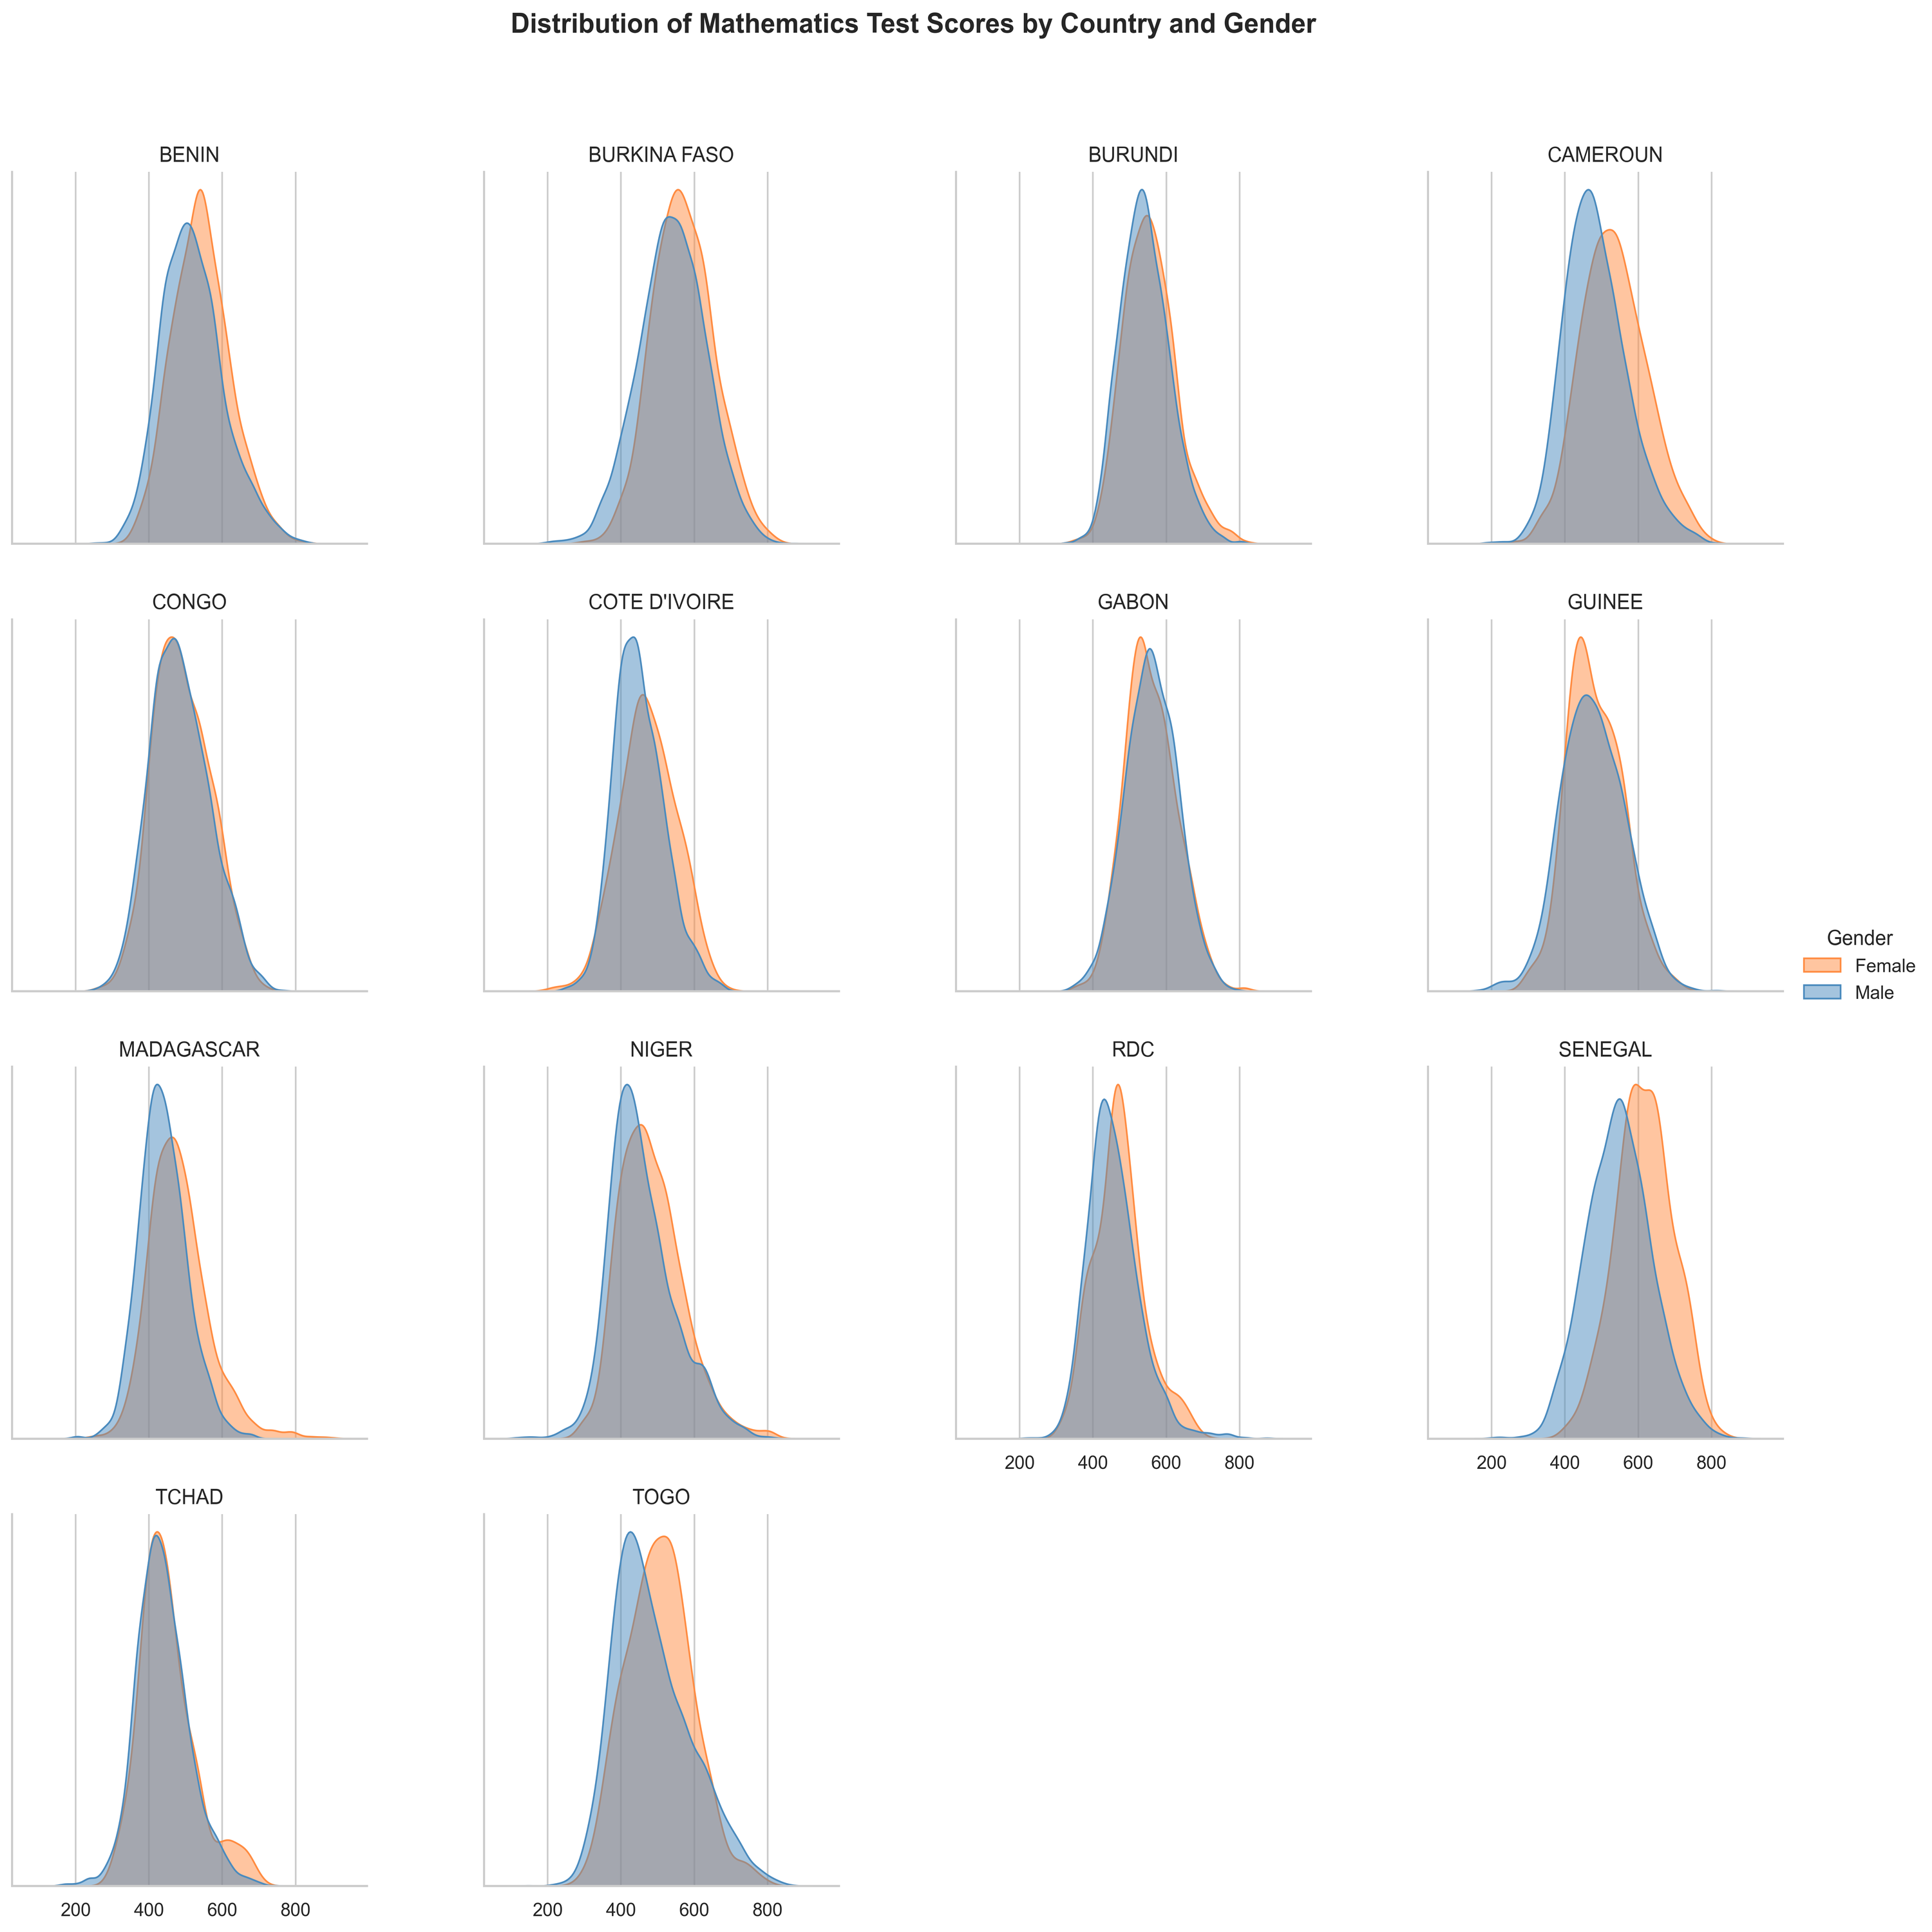 Distribution of Mathematics Test Scores by Country and Gender
BENIN
BURKINA FASO
BURUNDI
CAMEROUN
CONGO
COTE D'IVOIRE
GABON
GUINEE
Gender
Female
Male
MADAGASCAR
NIGER
RDC
SENEGAL
200 400 600 800
200 400 600 800
TCHAD
TOGO
200 400 600 800
200 400 600 800